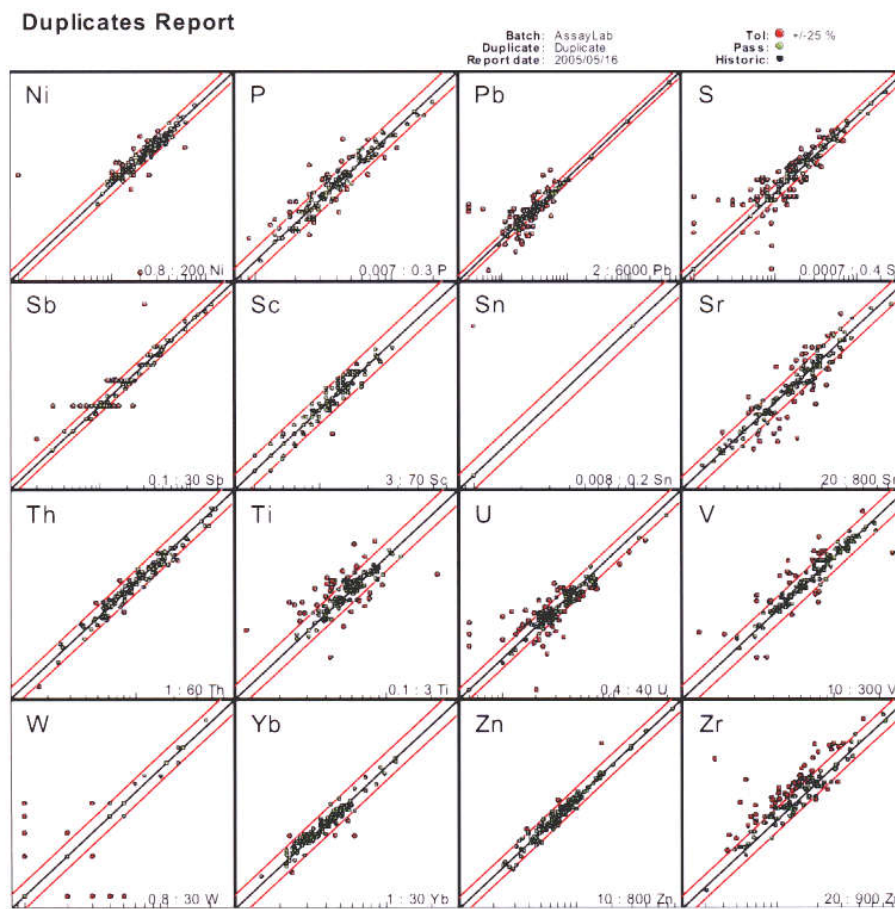 Duplicates Report
Batch: AssayLab
Duplicate: Duplicate
Report date: 2005/05/16
Tol: +/-25 %
Pass:
Historic:
Ni
0.8 : 200 Ni
P
0.007 : 0.3 P
Pb
2 : 6000 Pb
S
0.0007 : 0.4 S
Sb
0.1 : 30 Sb
Sc
3 : 70 Sc
Sn
0.008 : 0.2 Sn
Sr
20 : 800 Sr
Th
1 : 60 Th
Ti
0.1 : 3 Ti
U
0.4 : 40 U
V
10 : 300 V
W
0.8 : 30 W
Yb
1 : 30 Yb
Zn
10 : 800 Zn
Zr
20 : 900 Zr